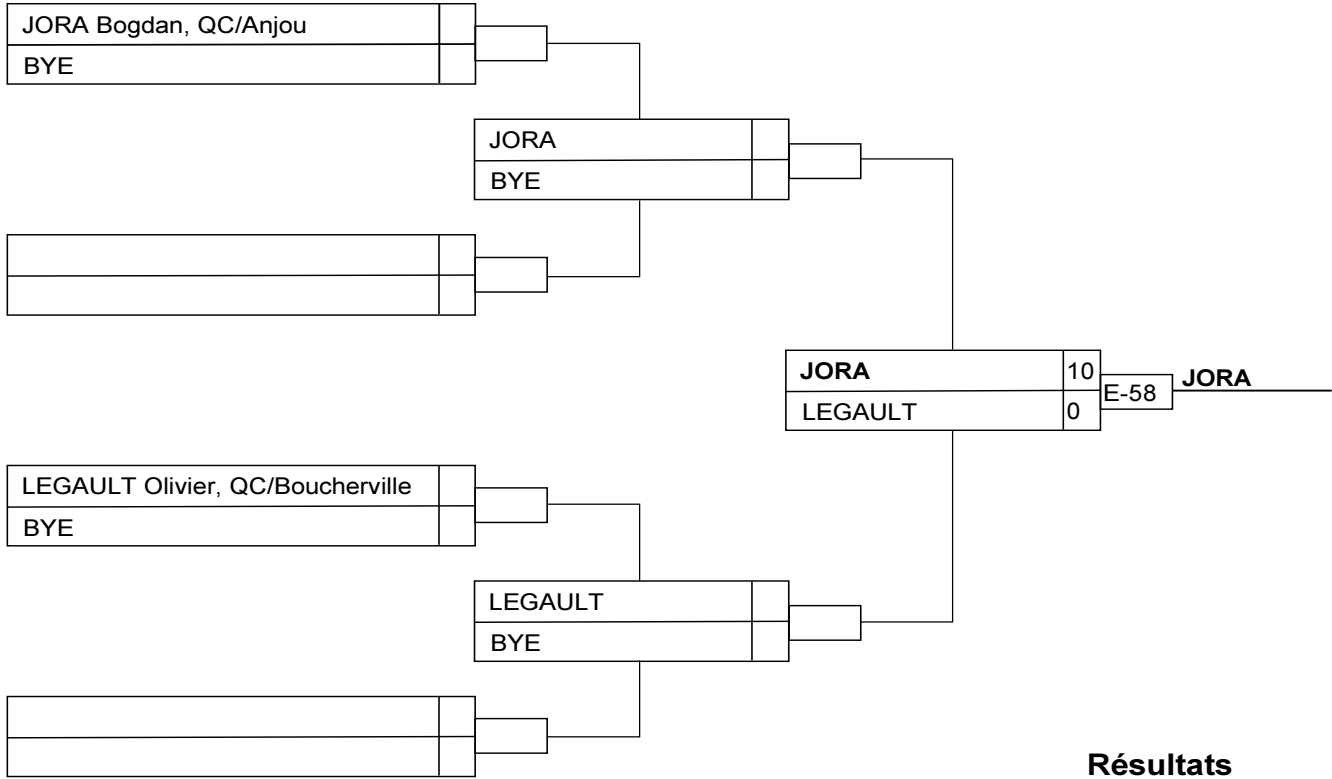 JORA Bogdan, QC/Anjou
BYE
JORA
BYE
JORA 10
LEGAULT 0
E-58
JORA
LEGAULT Olivier, QC/Boucherville
BYE
LEGAULT
BYE
Résultats